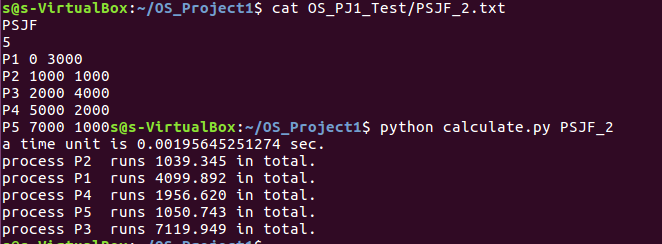 s@s-VirtualBox:~/OS_Project1$ cat OS_PJ1_Test/PSJF_2.txt
PSJF
5
P1 0 3000
P2 1000 1000
P3 2000 4000
P4 5000 2000
P5 7000 1000s@s-VirtualBox:~/OS_Project1$ python calculate.py PSJF_2
a time unit is 0.00195645251274 sec.
process P2  runs 1039.345 in total.
process P1  runs 4099.892 in total.
process P4  runs 1956.620 in total.
process P5  runs 1050.743 in total.
process P3  runs 7119.949 in total.